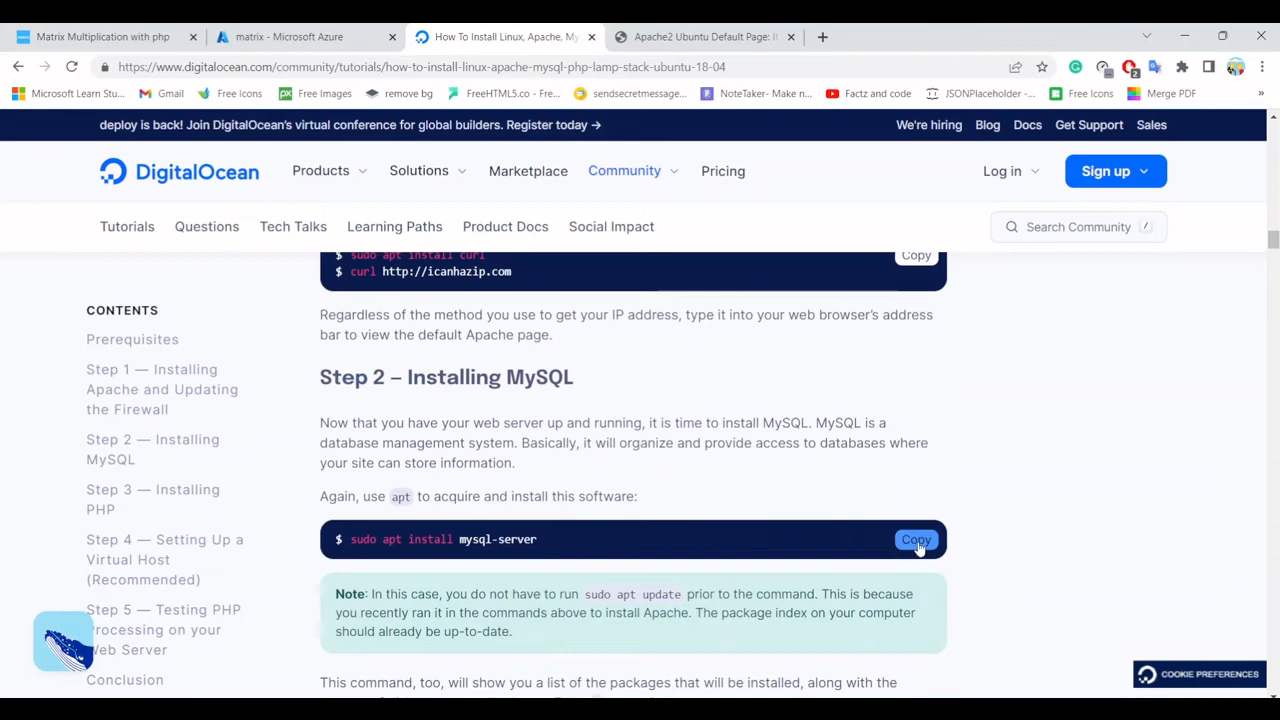 Matrix Multiplication with php
matrix - Microsoft Azure
How To Install Linux, Apache, My
Apache2 Ubuntu Default Page: It
https://www.digitalocean.com/community/tutorials/how-to-install-linux-apache-mysql-php-lamp-stack-ubuntu-18-04
Microsoft Learn Stu...
Gmail
Free Icons
Free Images
remove bg
FreeHTML5.co - Free...
sendsecretmessage...
NoteTaker- Make n...
Factz and code
JSONPlaceholder -...
Free Icons
Merge PDF
deploy is back! Join DigitalOcean's virtual conference for global builders. Register today →
We're hiring
Blog
Docs
Get Support
Sales
DigitalOcean
Products
Solutions
Marketplace
Community
Pricing
Log in
Sign up
Tutorials
Questions
Tech Talks
Learning Paths
Product Docs
Social Impact
Search Community /
CONTENTS
Prerequisites
Step 1 — Installing
Apache and Updating
the Firewall
Step 2 — Installing
MySQL
Step 3 — Installing
PHP
Step 4 — Setting Up a
Virtual Host
(Recommended)
Step 5 — Testing PHP
Processing on your
Web Server
Conclusion
$ sudo apt install curl
Copy
$ curl http://icanhazip.com
Regardless of the method you use to get your IP address, type it into your web browser's address
bar to view the default Apache page.
Step 2 – Installing MySQL
Now that you have your web server up and running, it is time to install MySQL. MySQL is a
database management system. Basically, it will organize and provide access to databases where
your site can store information.
Again, use apt to acquire and install this software:
$ sudo apt install mysql-server
Copy
Note: In this case, you do not have to run sudo apt update prior to the command. This is because
you recently ran it in the commands above to install Apache. The package index on your computer
should already be up-to-date.
This command, too, will show you a list of the packages that will be installed, along with the
COOKIE PREFERENCES